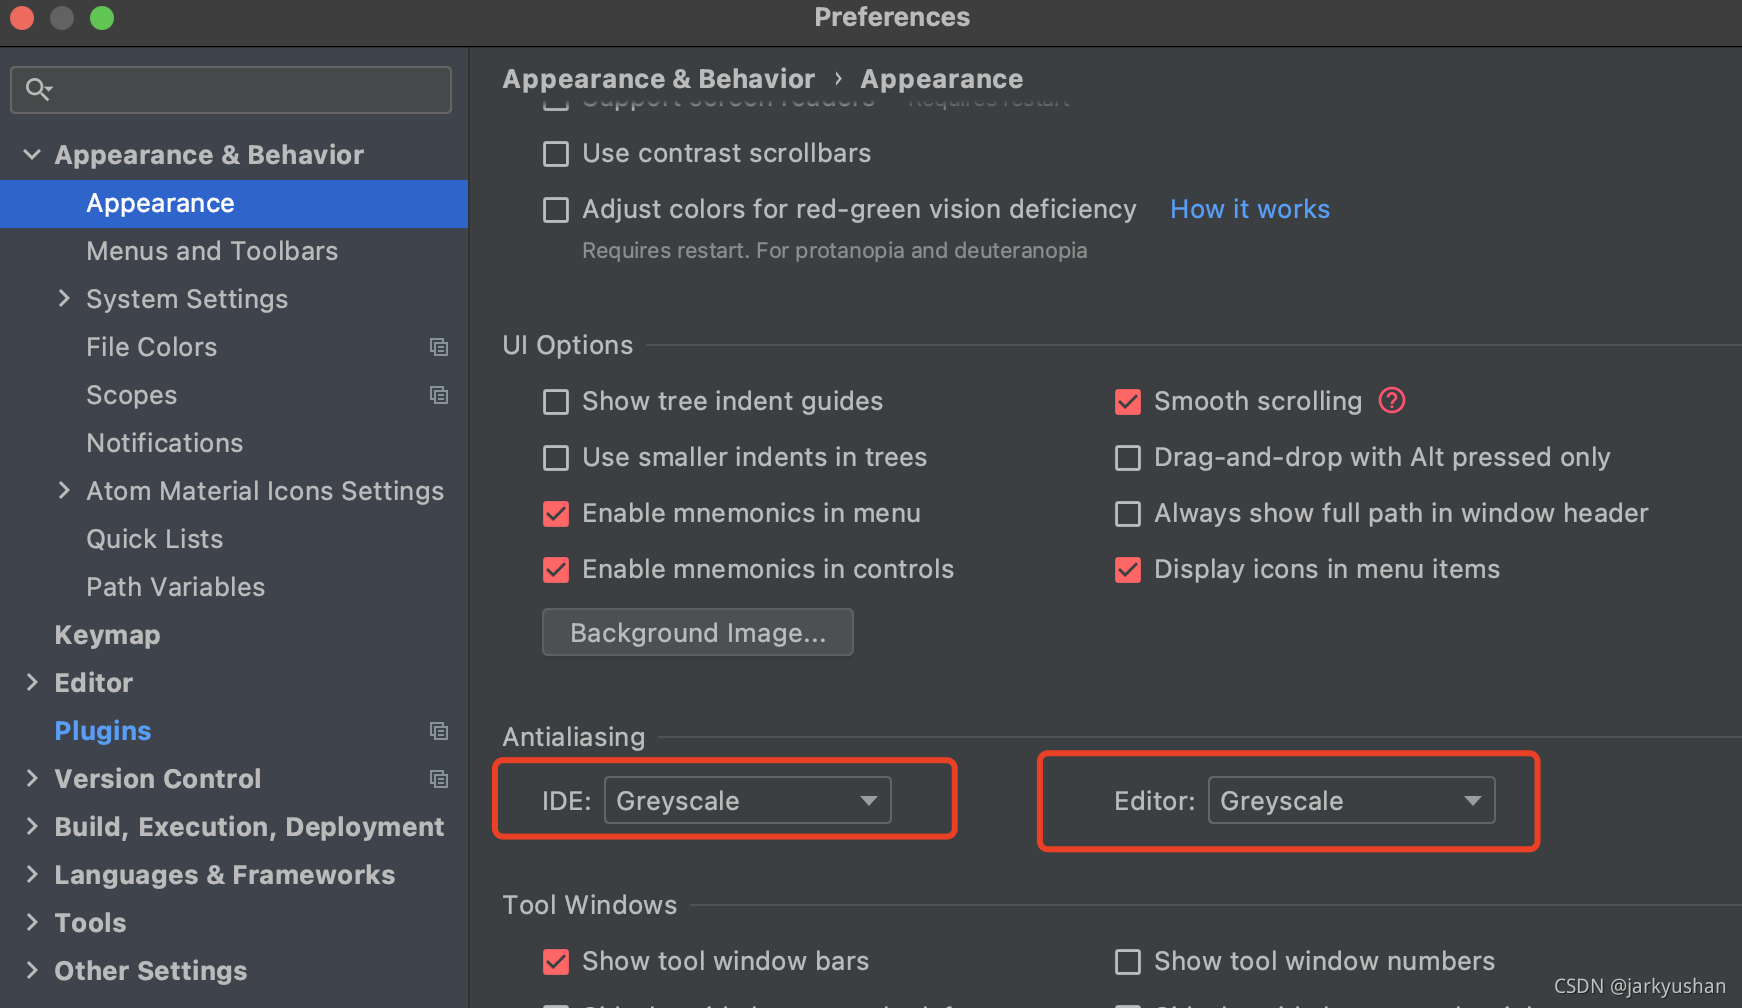 Preferences
Appearance & Behavior › Appearance
Support screen readers Requires restart
Appearance & Behavior
Use contrast scrollbars
Appearance
Adjust colors for red-green vision deficiency How it works
Menus and Toolbars
Requires restart. For protanopia and deuteranopia
System Settings
File Colors
UI Options
Scopes
Show tree indent guides
Smooth scrolling
Notifications
Use smaller indents in trees
Drag-and-drop with Alt pressed only
Atom Material Icons Settings
Enable mnemonics in menu
Always show full path in window header
Quick Lists
Enable mnemonics in controls
Display icons in menu items
Path Variables
Keymap
Background Image...
Editor
Plugins
Antialiasing
Version Control
IDE: Greyscale
Editor: Greyscale
Build, Execution, Deployment
Languages & Frameworks
Tool Windows
Tools
Show tool window bars
Show tool window numbers
Other Settings
CSDN @jarkyushan